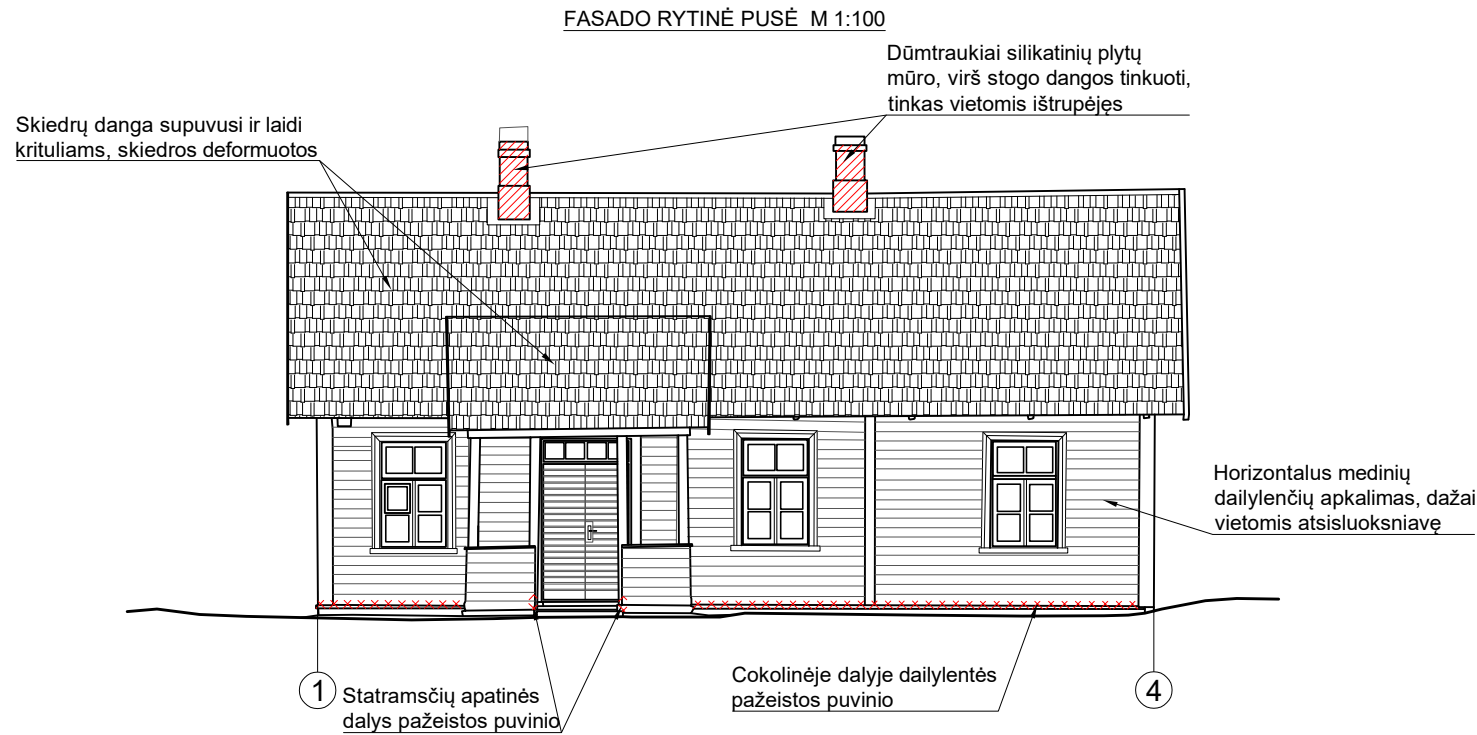 FASADO RYTINĖ PUSĖ M 1:100
Dūmtraukiai silikatinių plytų
mūro, virš stogo dangos tinkuoti,
tinkas vietomis ištrupėjęs
Skiedrų danga supuvusi ir laidi
krituliams, skiedros deformuotos
Horizontalus medinių
dailylenčių apkalimas, dažai
vietomis atsisluoksniavę
Cokolinėje dalyje dailylentės
pažeistos puvinio
1
Statramsčių apatinės
dalys pažeistos puvinio
4